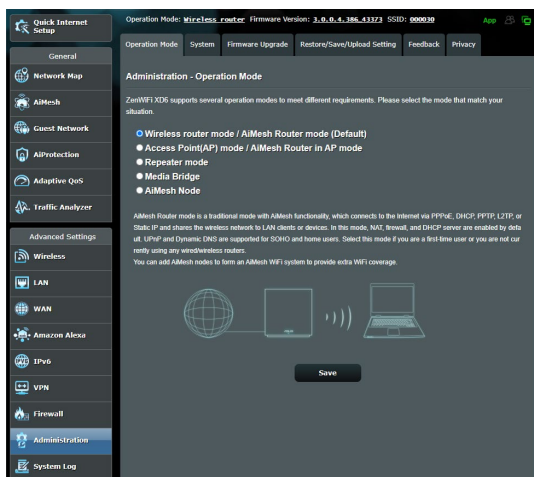 Quick Internet
Setup
Operation Mode: Wireless router Firmware Version: 3.0.0.4.386_43373 SSID: 000030 App
Operation Mode System Firmware Upgrade Restore/Save/Upload Setting Feedback Privacy
General
Network Map
AiMesh
Guest Network
AiProtection
Adaptive QoS
Traffic Analyzer
Advanced Settings
Wireless
LAN
WAN
Amazon Alexa
IPv6
VPN
Firewall
Administration
System Log
Administration - Operation Mode
ZenWiFi XD6 supports several operation modes to meet different requirements. Please select the mode that match your
situation.
Wireless router mode / AiMesh Router mode (Default)
Access Point(AP) mode / AiMesh Router in AP mode
Repeater mode
Media Bridge
AiMesh Node
AiMesh Router mode is a traditional mode with AiMesh functionality, which connects to the Internet via PPPoE, DHCP, PPTP, L2TP, or
Static IP and shares the wireless network to LAN clients or devices. In this mode, NAT, firewall, and DHCP server are enabled by defa
ult. UPnP and Dynamic DNS are supported for SOHO and home users. Select this mode if you are a first-time user or you are not cur
rently using any wired/wireless routers.
You can add AiMesh nodes to form an AiMesh WiFi system to provide extra WiFi coverage.
Save